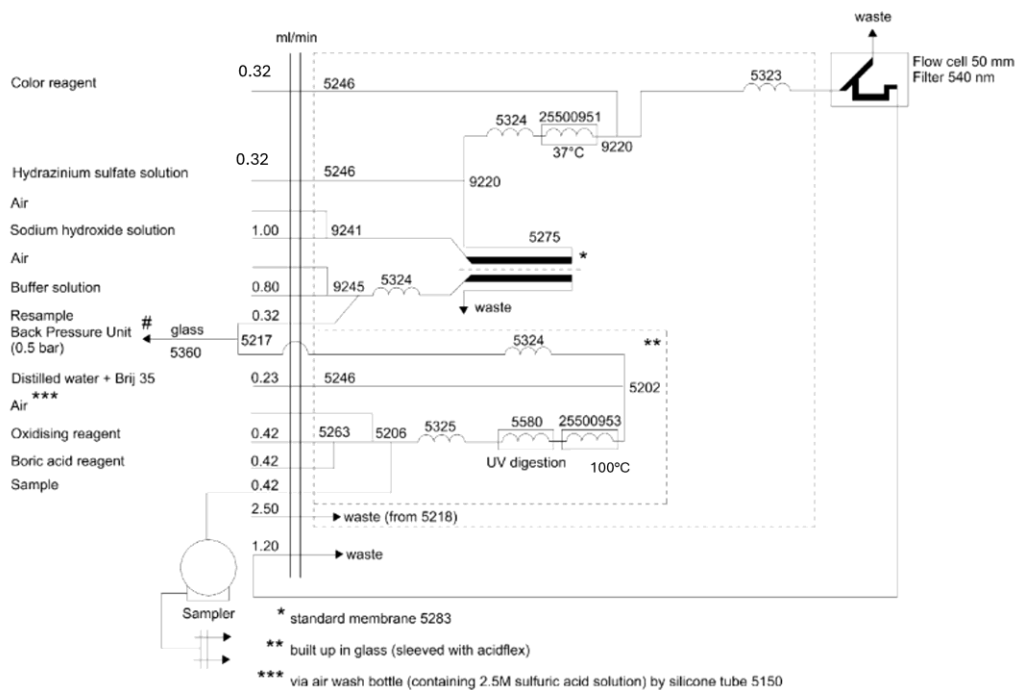 waste
ml/min
Flow cell 50 mm
Filter 540 nm
Color reagent
0.32
5246
5323
5324
25500951
37°C
9220
Hydrazinium sulfate solution
0.32
5246
9220
Air
Sodium hydroxide solution
1.00
9241
5275
*
Air
Buffer solution
0.80
9245
5324
waste
Resample
0.32
Back Pressure Unit
(0.5 bar)
#
glass
5360
5217
5324
**
Distilled water + Brij 35
0.23
5246
5202
Air ***
Oxidising reagent
0.42
5263
5206
5325
5580
25500953
UV digestion
100°C
Boric acid reagent
0.42
Sample
0.42
2.50
waste (from 5218)
1.20
waste
Sampler
* standard membrane 5283
** built up in glass (sleeved with acidflex)
*** via air wash bottle (containing 2.5M sulfuric acid solution) by silicone tube 5150